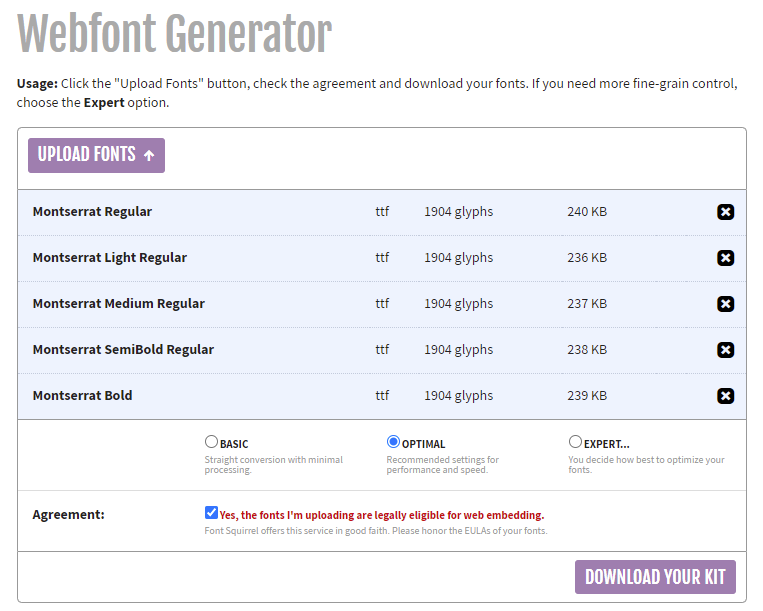 Webfont Generator
Usage: Click the "Upload Fonts" button, check the agreement and download your fonts. If you need more fine-grain control,
choose the Expert option.
UPLOAD FONTS
Montserrat Regular ttf 1904 glyphs 240 KB
Montserrat Light Regular ttf 1904 glyphs 236 KB
Montserrat Medium Regular ttf 1904 glyphs 237 KB
Montserrat SemiBold Regular ttf 1904 glyphs 238 KB
Montserrat Bold ttf 1904 glyphs 239 KB
BASIC
Straight conversion with minimal
processing.
OPTIMAL
Recommended settings for
performance and speed.
EXPERT...
You decide how best to optimize your
fonts.
Agreement:
Yes, the fonts I'm uploading are legally eligible for web embedding.
Font Squirrel offers this service in good faith. Please honor the EULAs of your fonts.
DOWNLOAD YOUR KIT